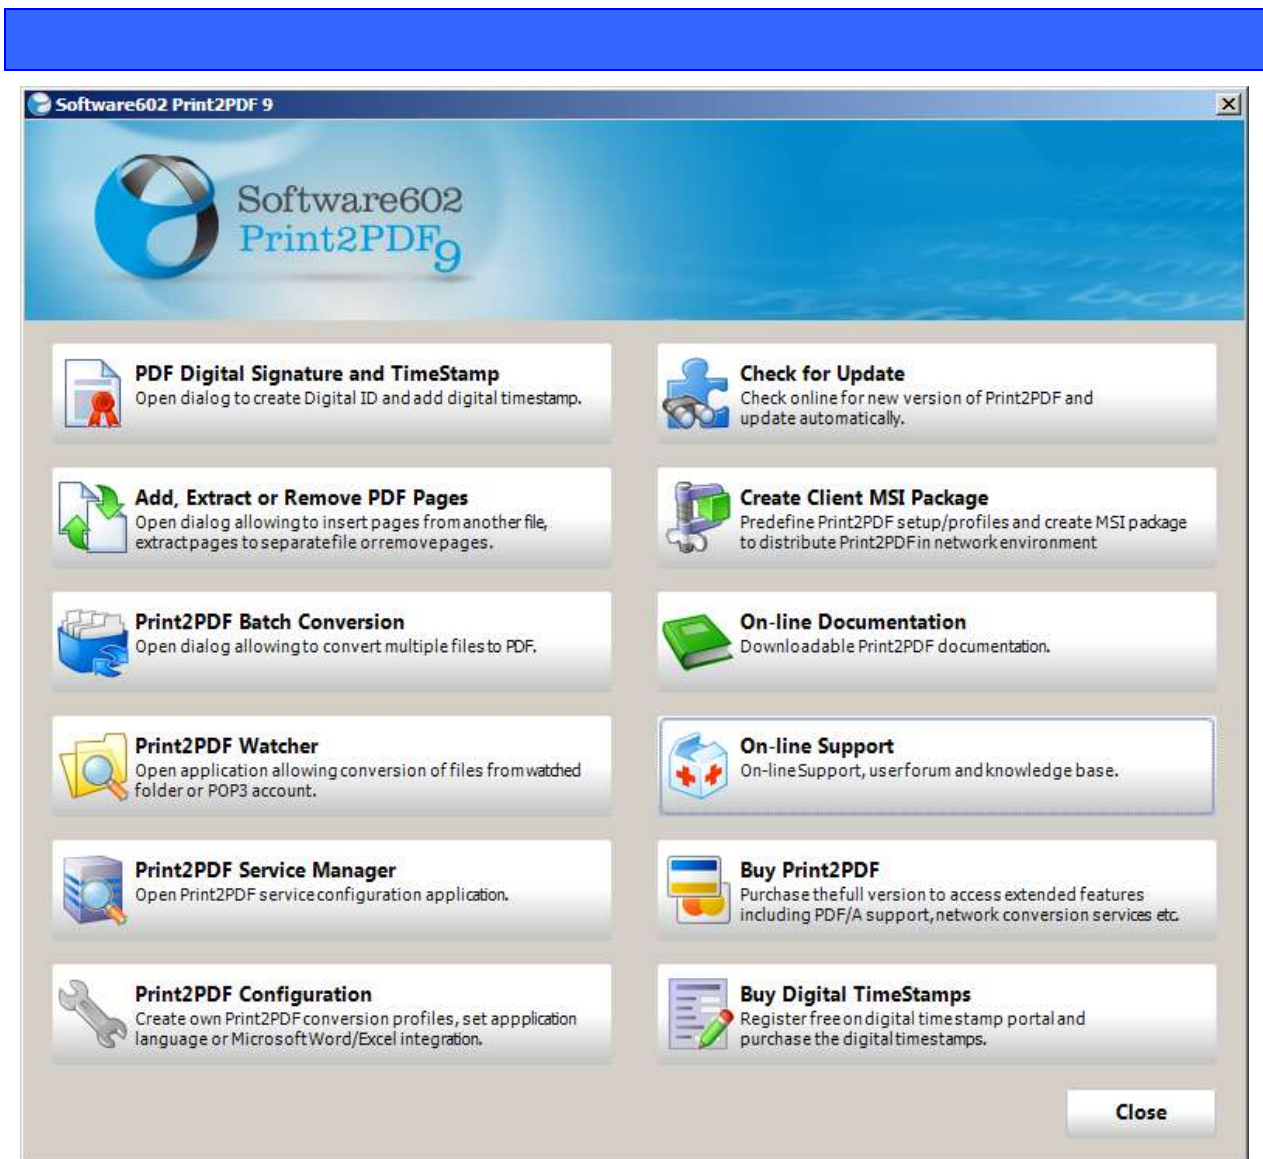 Software602 Print2PDF 9
Software602
Print2PDF9
PDF Digital Signature and TimeStamp
Open dialog to create Digital ID and add digital timestamp.
Add, Extract or Remove PDF Pages
Open dialog allowing to insert pages from another file,
extract pages to separate file or remove pages.
Print2PDF Batch Conversion
Open dialog allowing to convert multiple files to PDF.
Print2PDF Watcher
Open application allowing conversion of files from watched
folder or POP3 account.
Print2PDF Service Manager
Open Print2PDF service configuration application.
Print2PDF Configuration
Create own Print2PDF conversion profiles, set appplication
language or Microsoft Word/Excel integration.
Check for Update
Check online for new version of Print2PDF and
update automatically.
Create Client MSI Package
Predefine Print2PDF setup/profiles and create MSI package
to distribute Print2PDF in network environment
On-line Documentation
Downloadable Print2PDF documentation.
On-line Support
On-line Support, user forum and knowledge base.
Buy Print2PDF
Purchase the full version to access extended features
including PDF/A support, network conversion services etc.
Buy Digital TimeStamps
Register free on digital timestamp portal and
purchase the digital timestamps.
Close